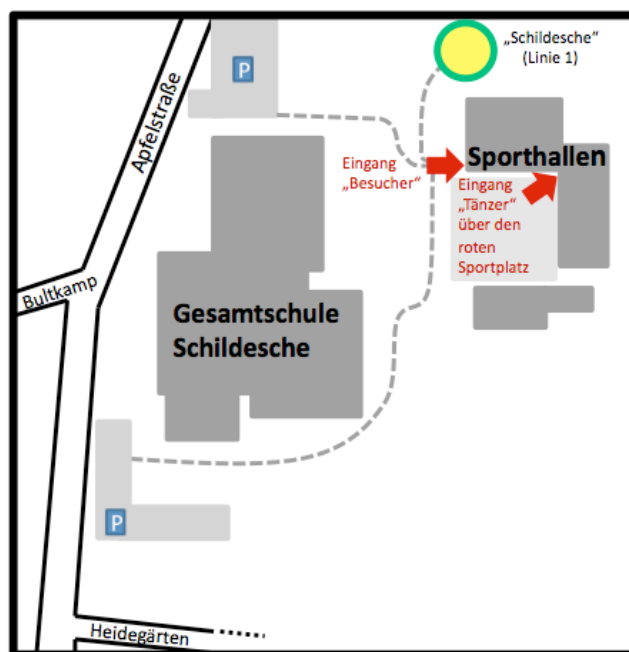 „Schildesche“
(Linie 1)
P
Apfelstraße
Eingang
„Besucher“
Sporthallen
Eingang
„Tänzer“
über den
roten
Sportplatz
Bultkamp
Gesamtschule
Schildesche
P
Heidegärten